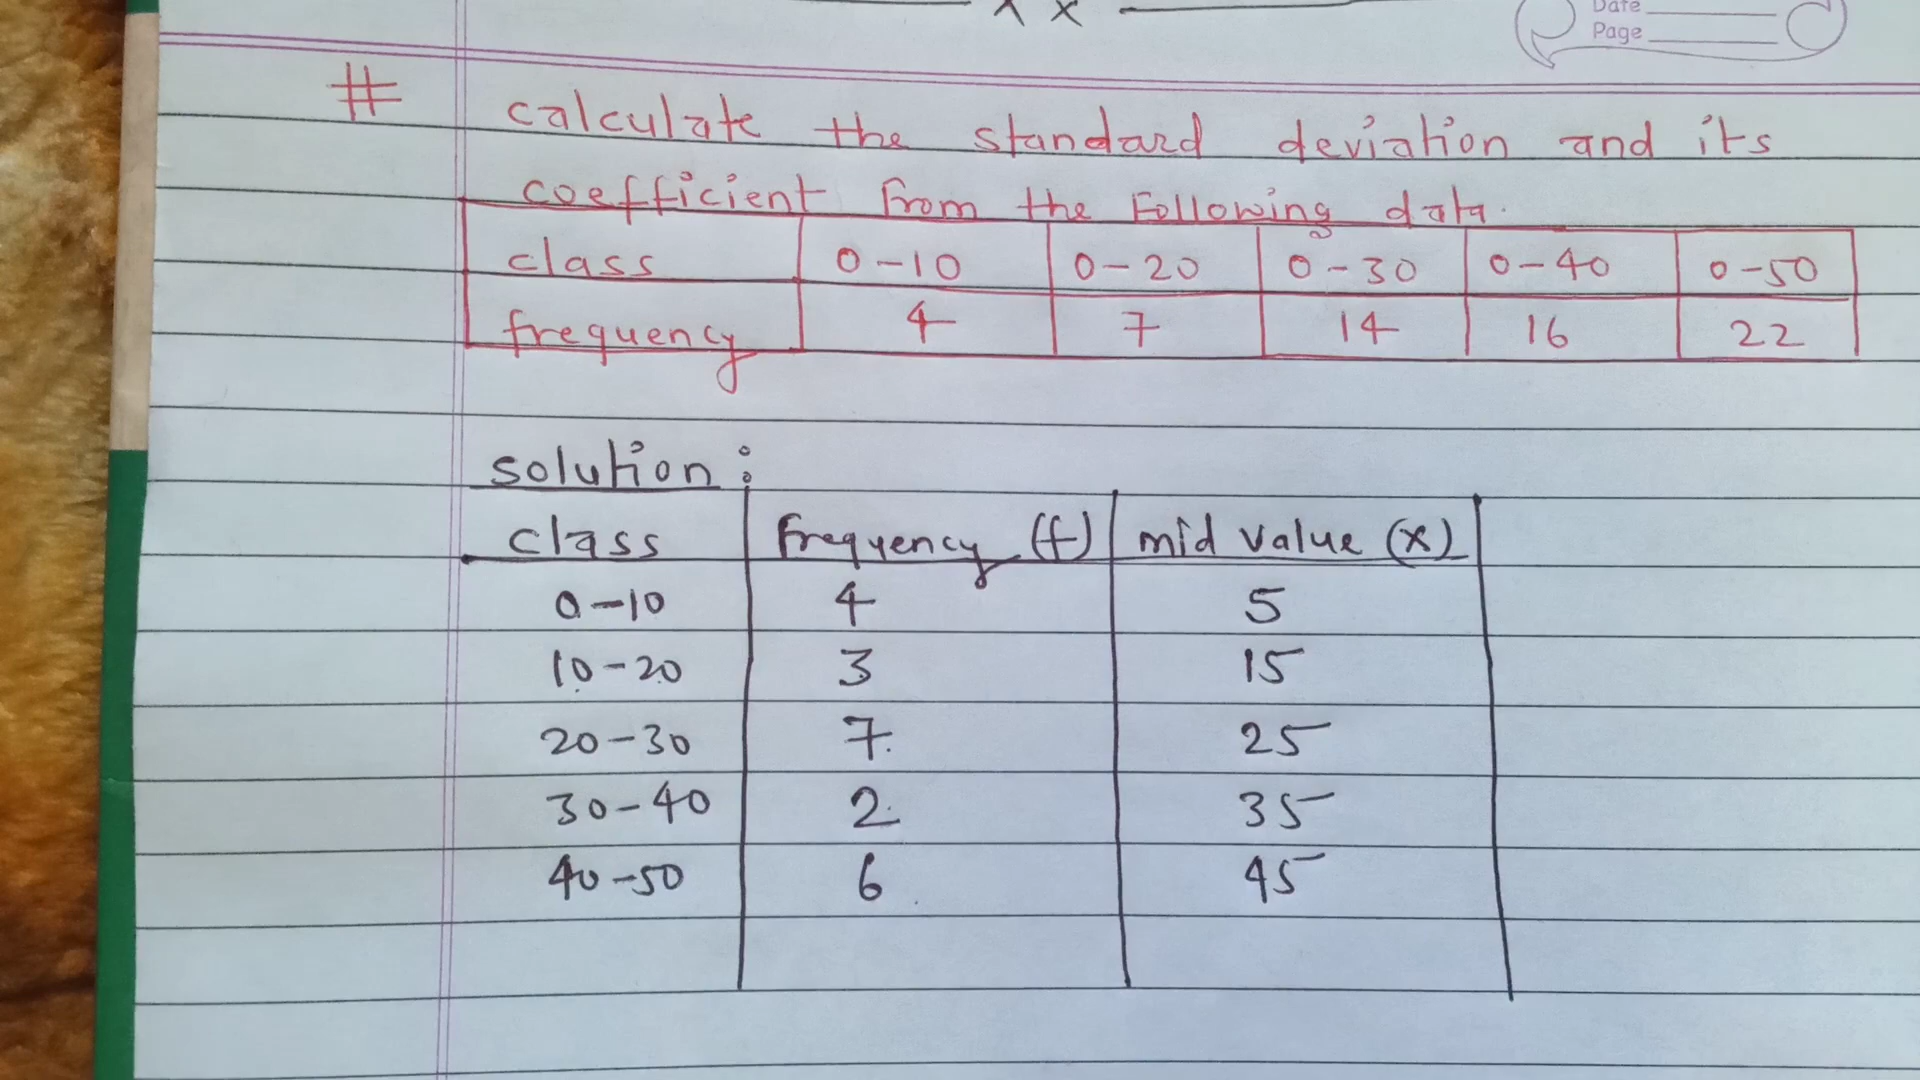 x x
Date
Page
# calculate the standard deviation and its
coefficient from the following data.
class 0-10 0-20 0-30 0-40 0-50
frequency 4 7 14 16 22
solution:
class frequency (f) mid value (x)
0-10 4 5
10-20 3 15
20-30 7 25
30-40 2 35
40-50 6 45